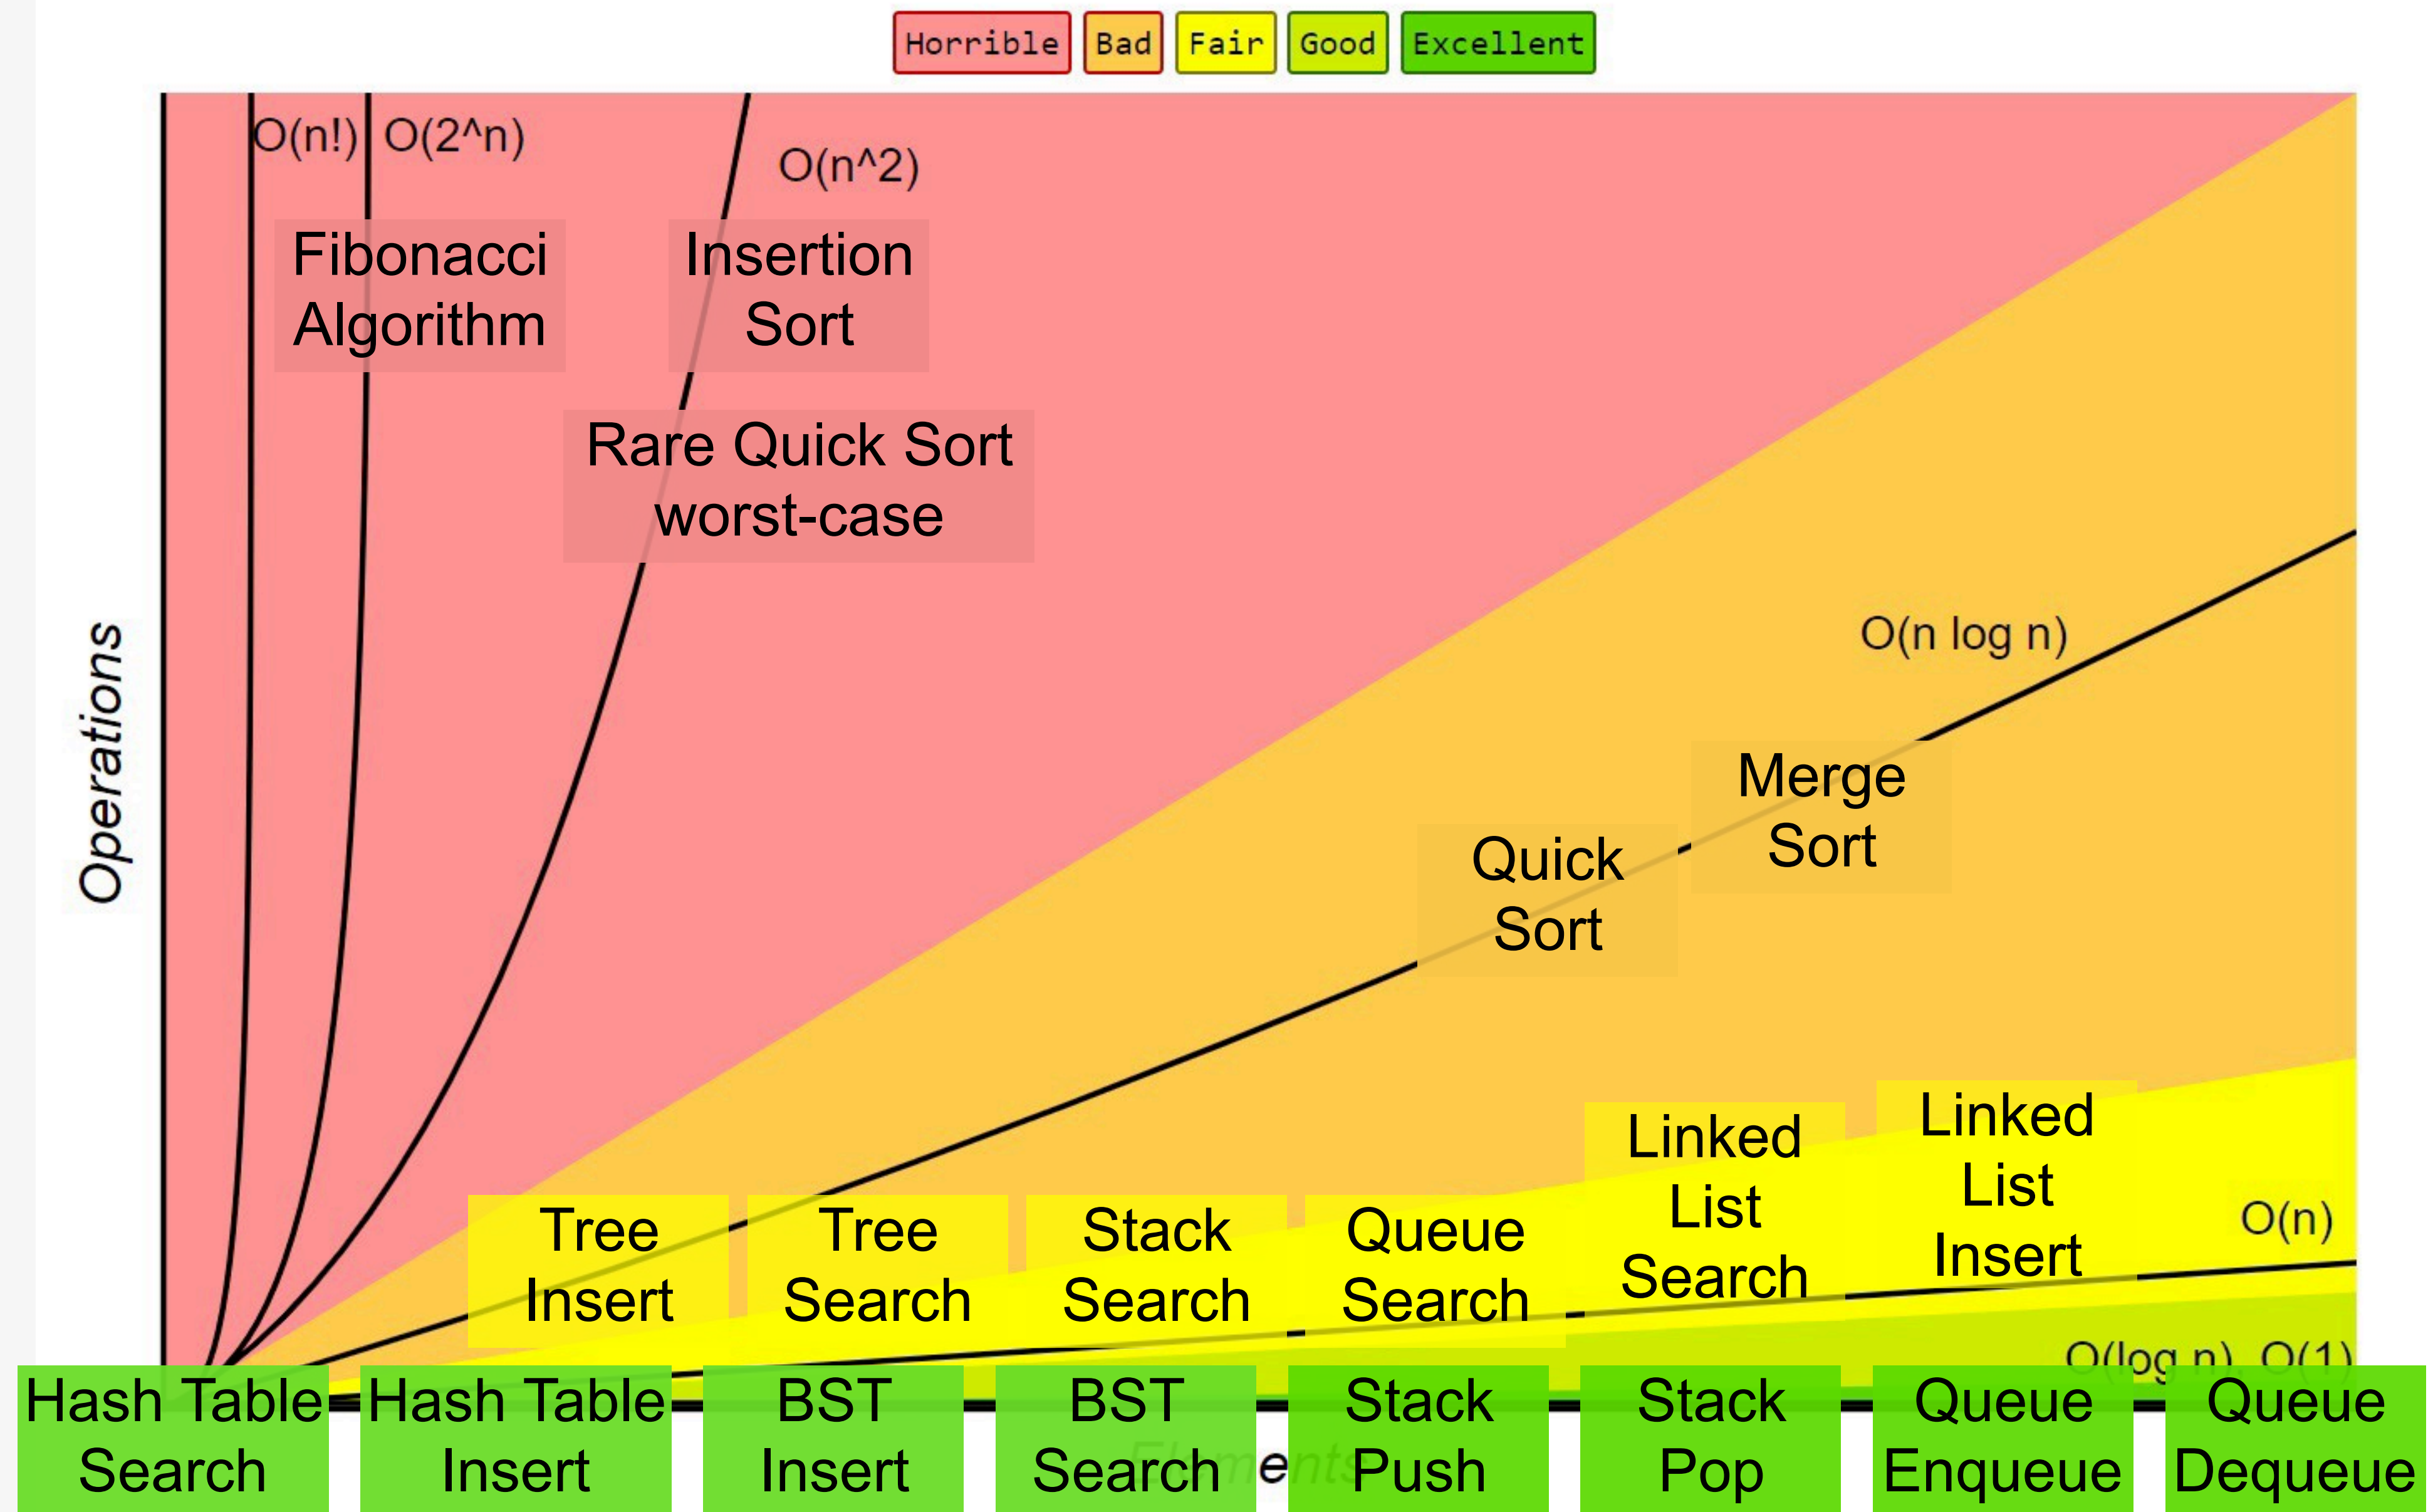 Horrible Bad Fair Good Excellent
O(n!) O(2^n)
O(n^2)
Fibonacci
Algorithm
Insertion
Sort
Rare Quick Sort
worst-case
Operations
O(n log n)
Merge
Sort
Quick
Sort
Tree
Insert
Tree
Search
Stack
Search
Queue
Search
Linked
List
Search
Linked
List
Insert
O(n)
O(log n), O(1)
Hash Table
Search
Hash Table
Insert
BST
Insert
BST
Search
Stack
Push
Stack
Pop
Queue
Enqueue
Queue
Dequeue
Elements